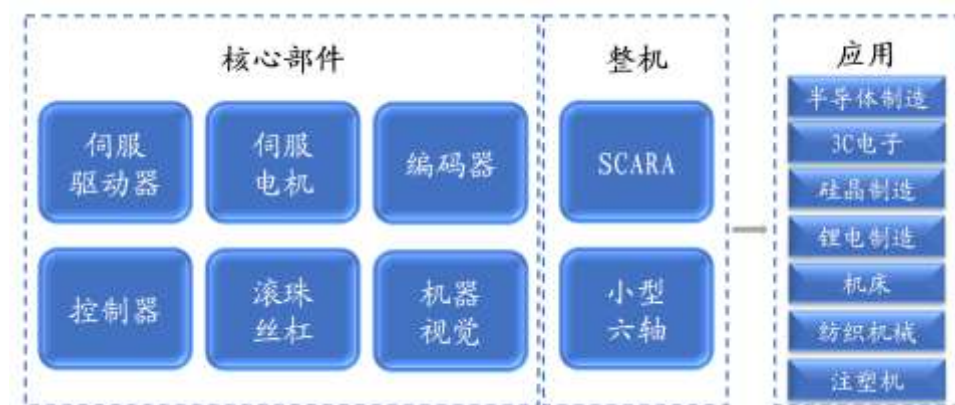 核心部件
伺服
驱动器
伺服
电机
编码器
控制器
滚珠
丝杠
机器
视觉
整机
SCARA
小型
六轴
应用
半导体制造
3C电子
硅晶制造
锂电制造
机床
纺织机械
注塑机